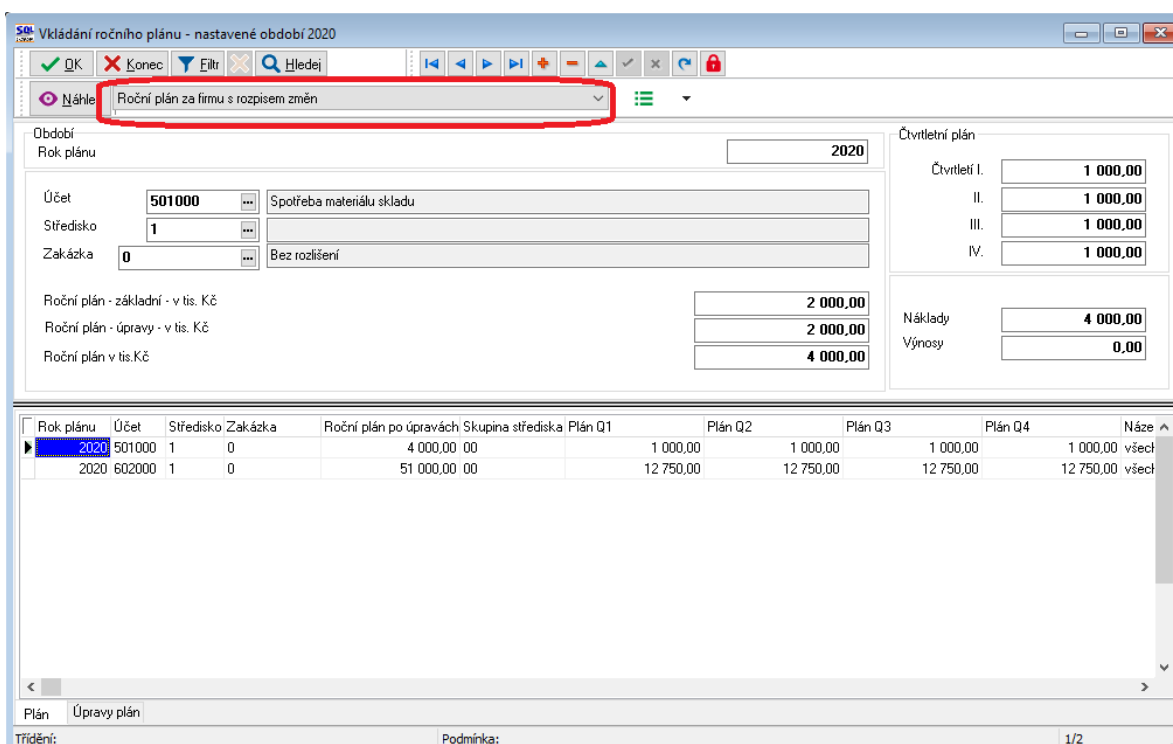 SQL
Vkládání ročního plánu - nastavené období 2020
OK Konec Filtr Hledej
Náhle Roční plán za firmu s rozpisem změn
Období
Rok plánu 2020
Účet 501000 ... Spotřeba materiálu skladu
Středisko 1 ...
Zakázka 0 ... Bez rozlišení
Roční plán - základní - v tis. Kč 2 000,00
Roční plán - úpravy - v tis. Kč 2 000,00
Roční plán v tis.Kč 4 000,00
Čtvrtletní plán
Čtvrtletí I. 1 000,00
II. 1 000,00
III. 1 000,00
IV. 1 000,00
Náklady 4 000,00
Výnosy 0,00
Rok plánu Účet Středisko Zakázka Roční plán po úpravách Skupina střediska Plán Q1 Plán Q2 Plán Q3 Plán Q4 Náze
2020 501000 1 0 4 000,00 00 1 000,00 1 000,00 1 000,00 1 000,00 všech
2020 602000 1 0 51 000,00 00 12 750,00 12 750,00 12 750,00 12 750,00 všech
Plán Úpravy plán
Třídění: Podmínka: 1/2